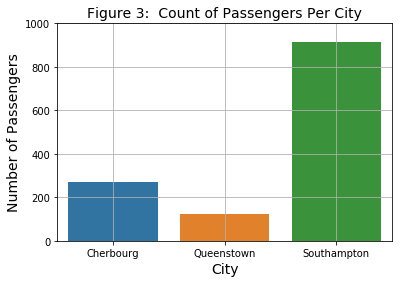 Figure 3:  Count of Passengers Per City
Number of Passengers
1000
800
600
400
200
0
Cherbourg Queenstown Southampton
City